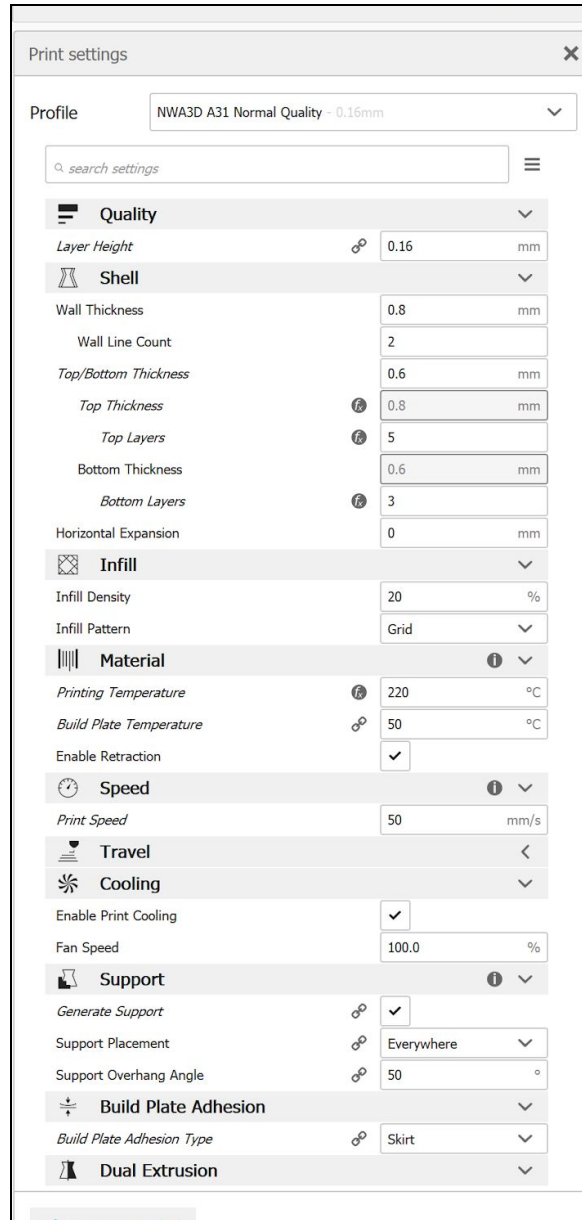 Print settings
Profile NWA3D A31 Normal Quality - 0.16mm
search settings
Quality
Layer Height 0.16 mm
Shell
Wall Thickness 0.8 mm
Wall Line Count 2
Top/Bottom Thickness 0.6 mm
Top Thickness fx 0.8 mm
Top Layers fx 5
Bottom Thickness 0.6 mm
Bottom Layers fx 3
Horizontal Expansion 0 mm
Infill
Infill Density 20 %
Infill Pattern Grid
Material i
Printing Temperature fx 220 °C
Build Plate Temperature 50 °C
Enable Retraction
Speed i
Print Speed 50 mm/s
Travel
Cooling
Enable Print Cooling
Fan Speed 100.0 %
Support i
Generate Support
Support Placement Everywhere
Support Overhang Angle 50 °
Build Plate Adhesion
Build Plate Adhesion Type Skirt
Dual Extrusion